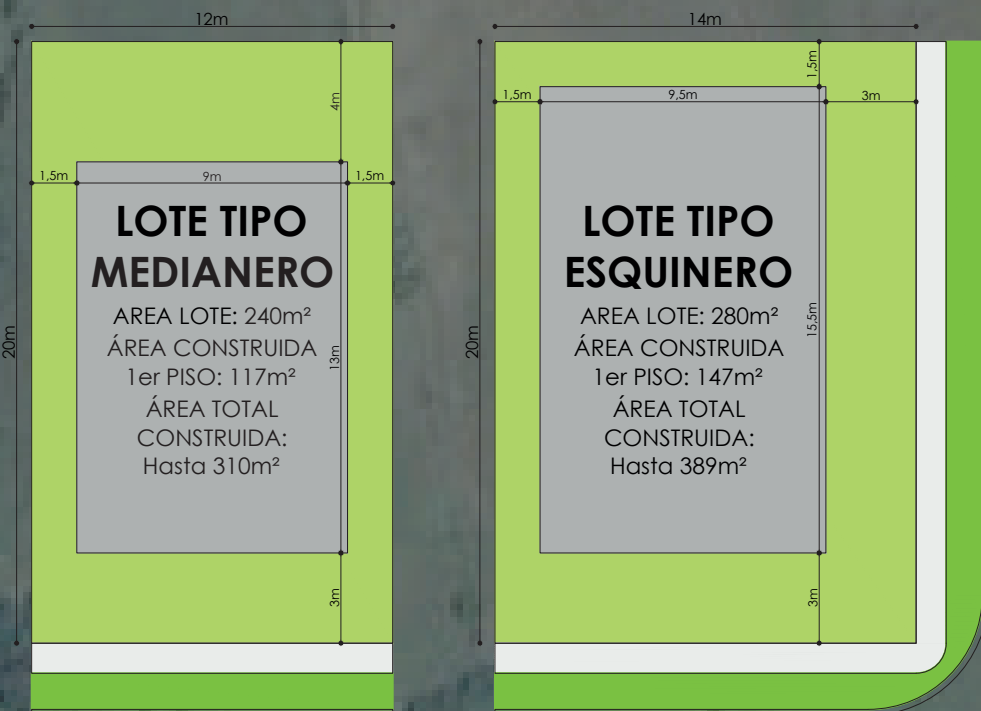 12m
20m
4m
1,5m
9m
1,5m
LOTE TIPO
MEDIANERO
AREA LOTE: 240m²
ÁREA CONSTRUIDA
1er PISO: 117m²
ÁREA TOTAL
CONSTRUIDA:
Hasta 310m²
13m
3m
14m
20m
1,5m
1,5m
9,5m
3m
LOTE TIPO
ESQUINERO
AREA LOTE: 280m²
ÁREA CONSTRUIDA
1er PISO: 147m²
ÁREA TOTAL
CONSTRUIDA:
Hasta 389m²
15,5m
3m